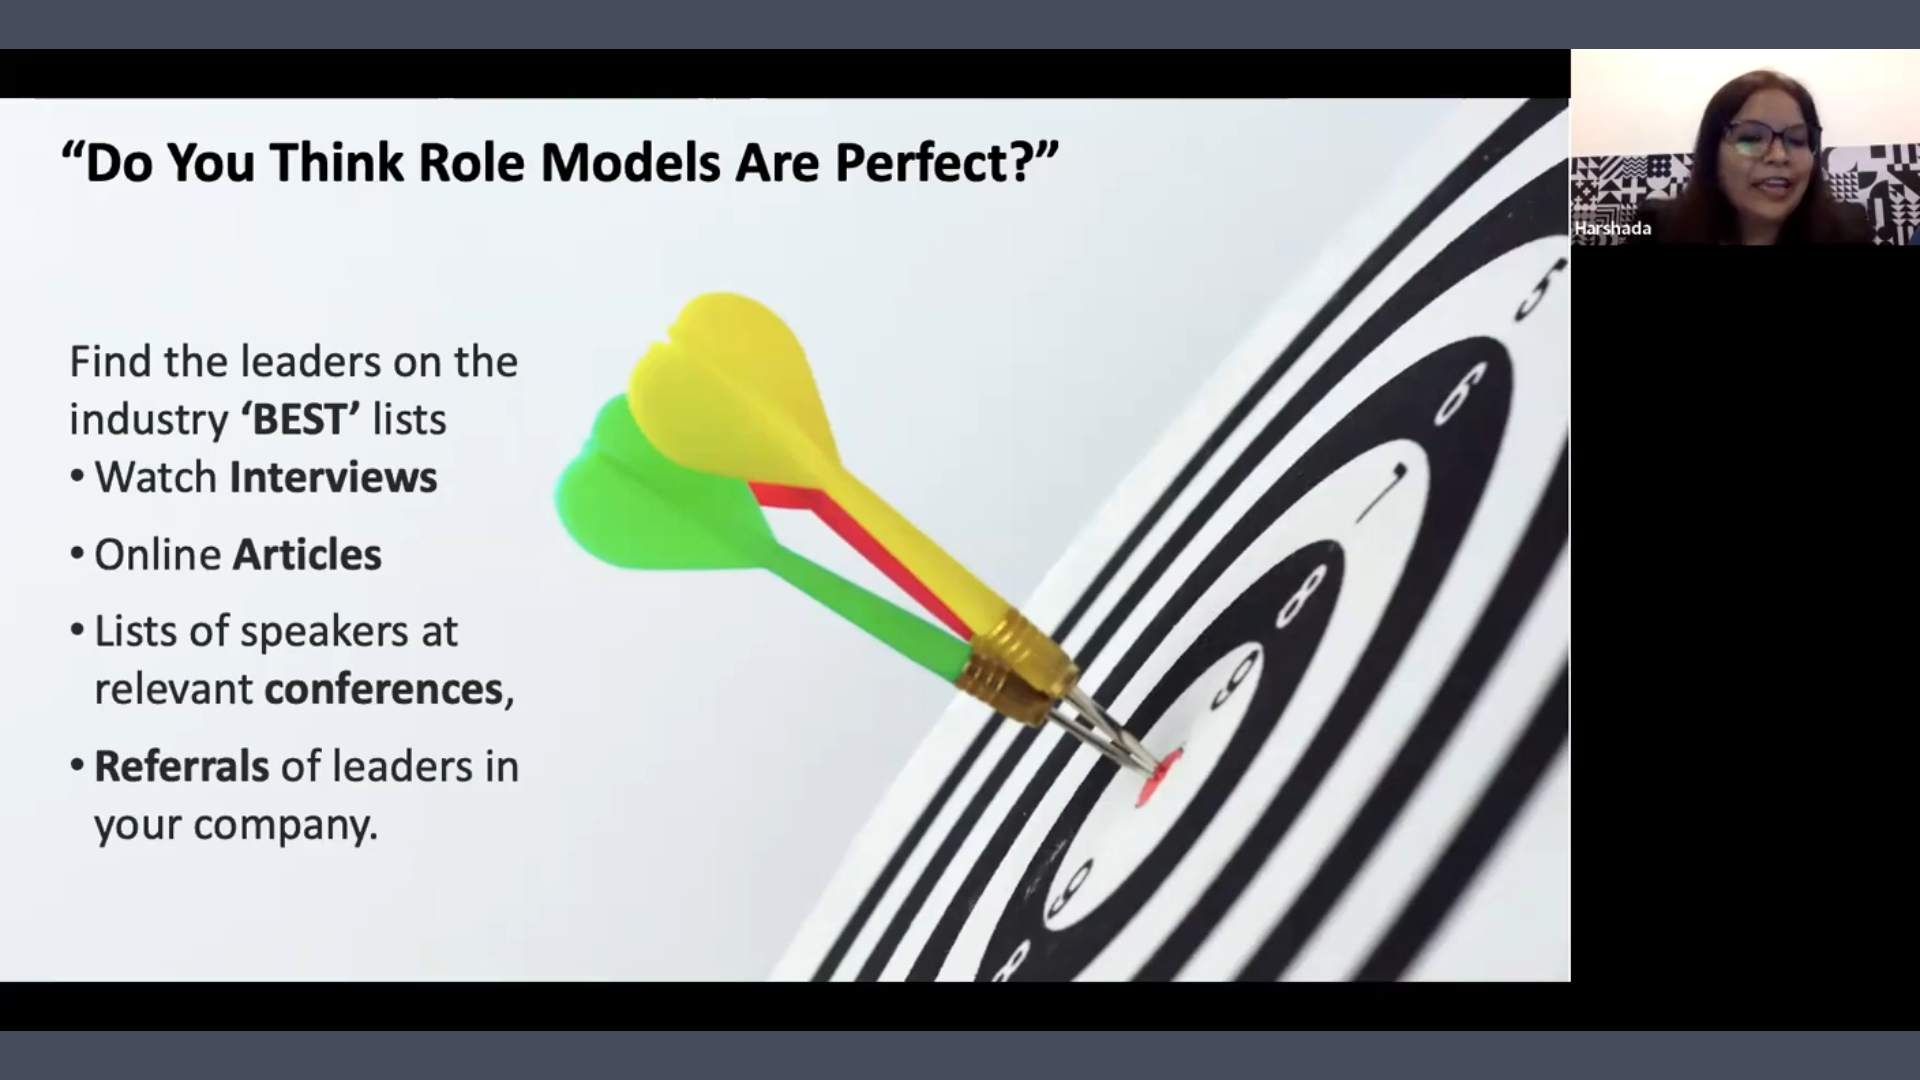 “Do You Think Role Models Are Perfect?”
Find the leaders on the
industry ‘BEST’ lists
• Watch Interviews
• Online Articles
• Lists of speakers at
relevant conferences,
• Referrals of leaders in
your company.
5
6
7
8
9
9
8
Harshada